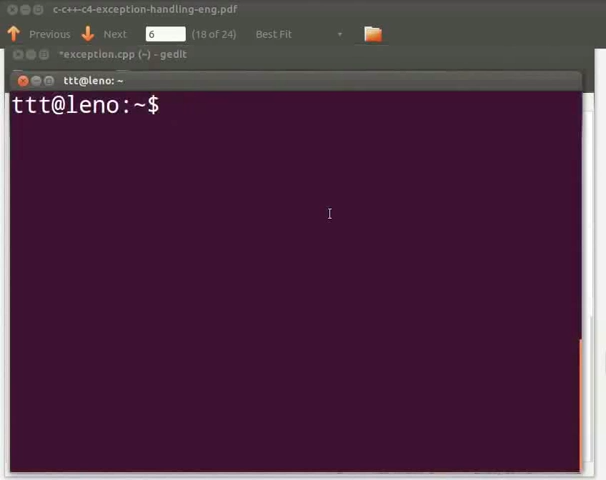 c-c++-c4-exception-handling-eng.pdf
Previous Next 6 (18 of 24) Best Fit
*exception.cpp (~) - gedit
ttt@leno: ~
ttt@leno:~$